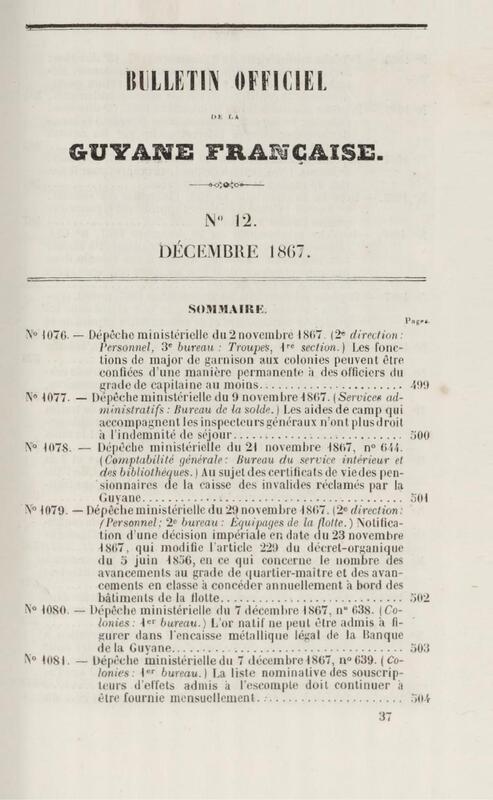 BULLETIN OFFICIEL
DE LA
GUYANE FRANÇAISE.
No 12.
DÉCEMBRE 1867.
SOMMAIRE.
Pages.
No 1076. — Dépêche ministérielle du 2 novembre 1867. (2e direction :
Personnel, 3e bureau : Troupes, 1re section.) Les fonc-
tions de major de garnison aux colonies peuvent être
confiées d'une manière permanente à des officiers du
grade de capitaine au moins...................... 499
No 1077. — Dépêche ministérielle du 9 novembre 1867. (Services ad-
ministratifs : Bureau de la solde.) Les aides de camp qui
accompagnent les inspecteurs généraux n'ont plus droit
à l'indemnité de séjour.......................... 500
No 1078. — Dépêche ministérielle du 21 novembre 1867, no 644.
(Comptabilité générale : Bureau du service intérieur et
des bibliothèques.) Au sujet des certificats de vie des pen-
sionnaires de la caisse des invalides réclamés par la
Guyane........................................ 501
No 1079. — Dépêche ministérielle du 29 novembre 1867. (2e direction :
(Personnel; 2e bureau : Équipages de la flotte.) Notifica-
tion d'une décision impériale en date du 23 novembre
1867, qui modifie l'article 229 du décret-organique
du 5 juin 1856, en ce qui concerne le nombre des
avancements au grade de quartier-maître et des avan-
cements en classe à concéder annuellement à bord des
bâtiments de la flotte............................ 502
No 1080. — Dépêche ministérielle du 7 décembre 1867, no 638. (Co-
lonies : 1er bureau.) L'or natif ne peut être admis à fi-
gurer dans l'encaisse métallique légal de la Banque
de la Guyane.................................... 503
No 1081. — Dépêche ministérielle du 7 décembre 1867, no 639. (Co-
lonies : 1er bureau.) La liste nominative des souscrip-
teurs d'effets admis à l'escompte doit continuer à
être fournie mensuellement....................... 504
37